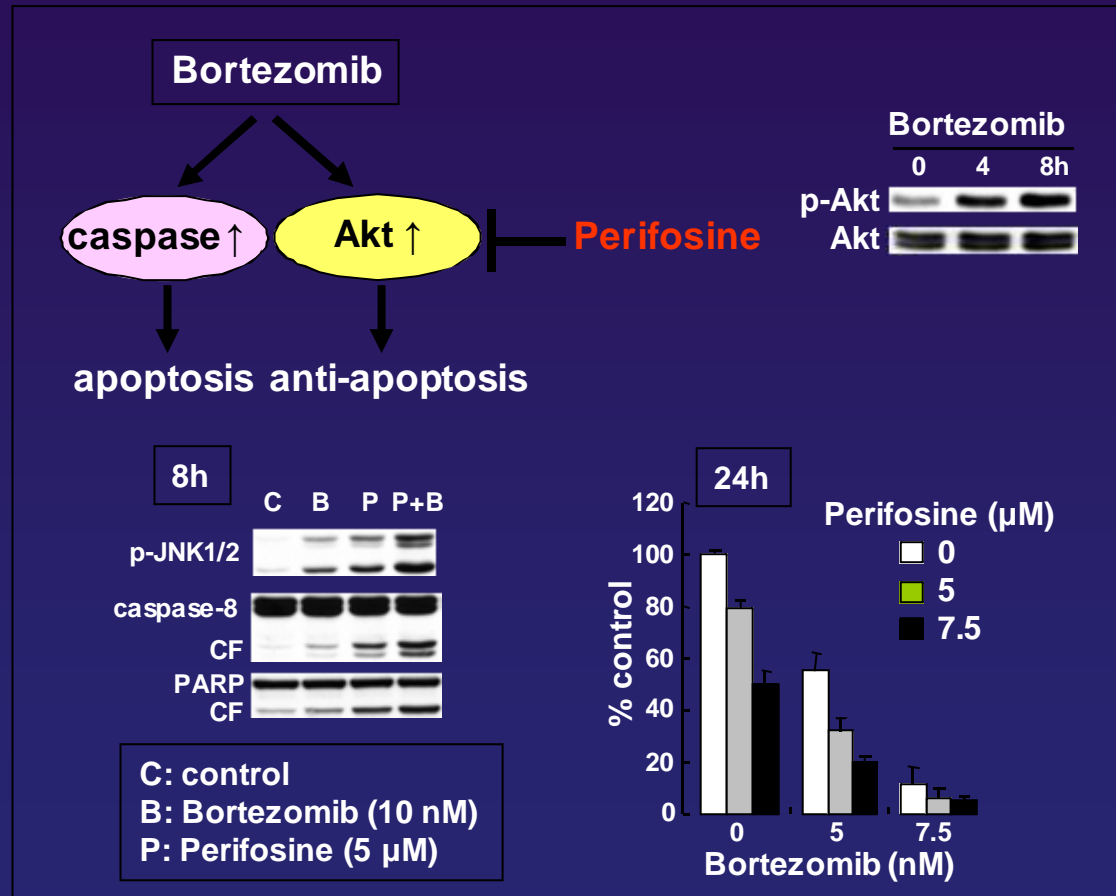 Bortezomib
caspase ↑
Akt ↑
Perifosine
apoptosis
anti-apoptosis
Bortezomib
0 4 8h
p-Akt
Akt
8h
C B P P+B
p-JNK1/2
caspase-8
CF
PARP
CF
C: control
B: Bortezomib (10 nM)
P: Perifosine (5 µM)
24h
Perifosine (µM)
0
5
7.5
% control
120
100
80
60
40
20
0
0 5 7.5
Bortezomib (nM)